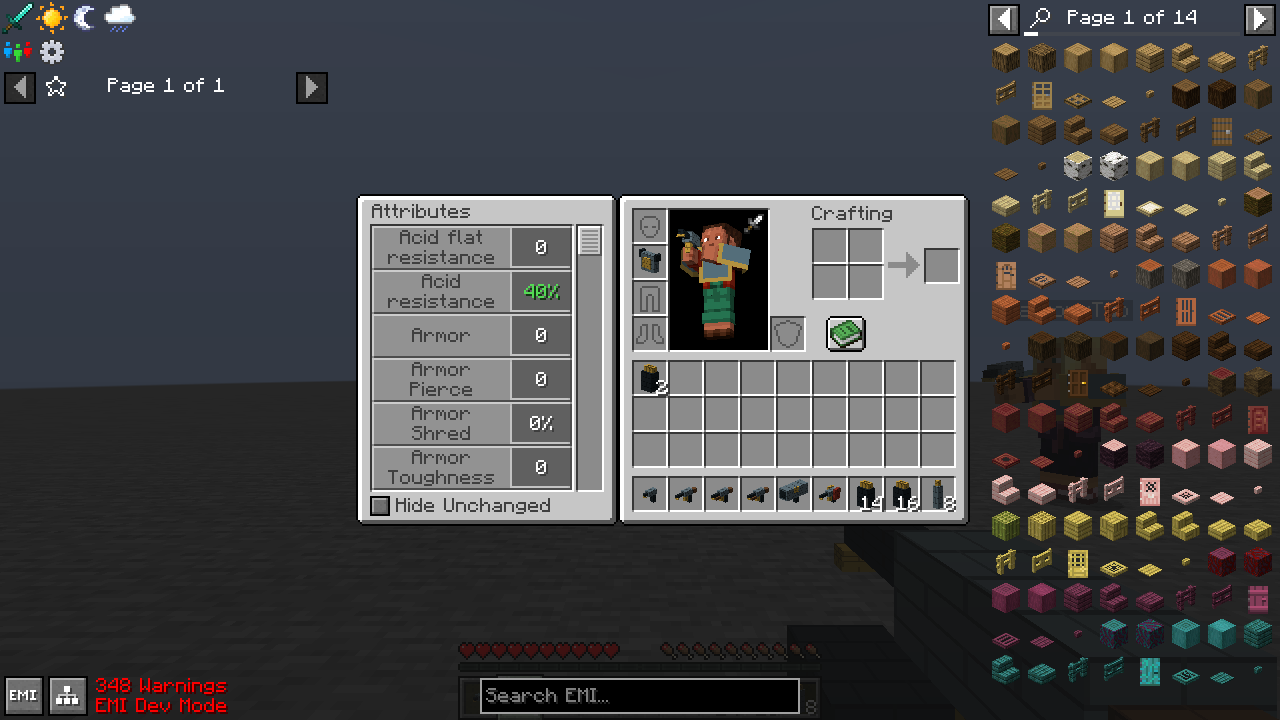 Page 1 of 14
Page 1 of 1
Attributes
Acid flat
resistance
0
Acid
resistance
40%
Armor
0
Armor
Pierce
0
Armor
Shred
0%
Armor
Toughness
0
Hide Unchanged
Crafting
2
14
16
8
EMI
348 Warnings
EMI Dev Mode
Search EMI...
8